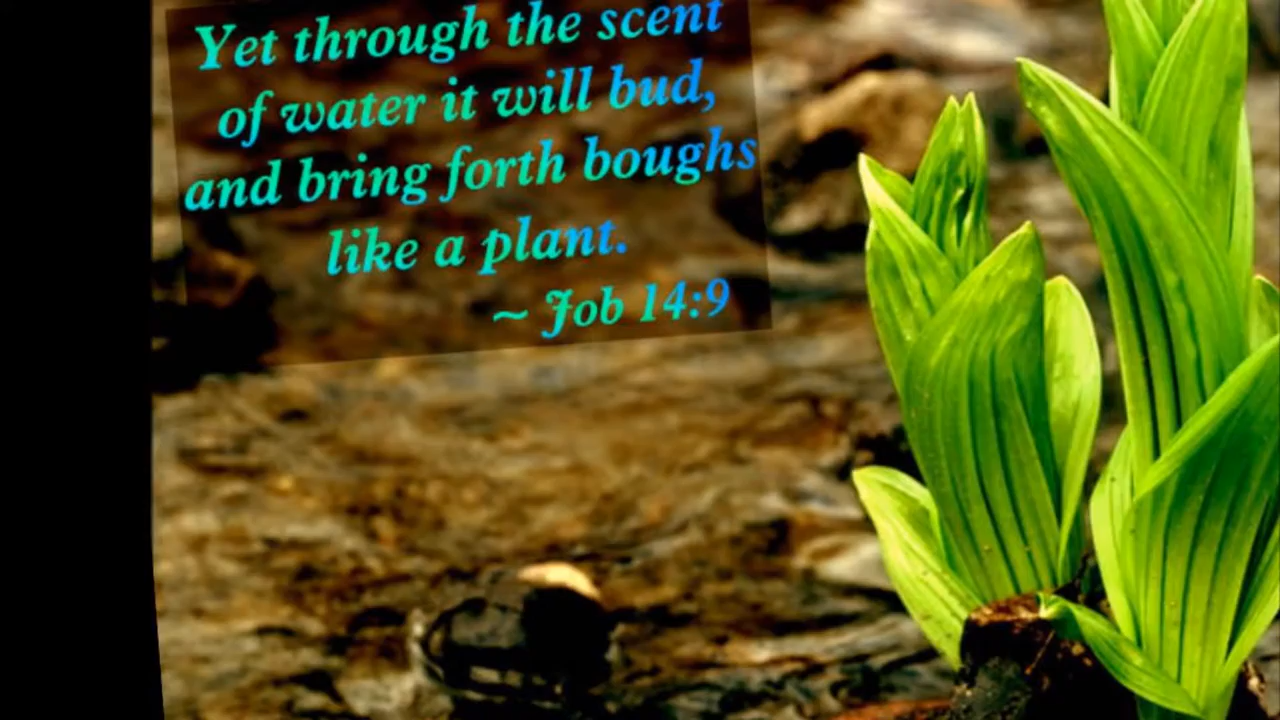 Yet through the scent
of water it will bud,
and bring forth boughs
like a plant.
~ Job 14:9